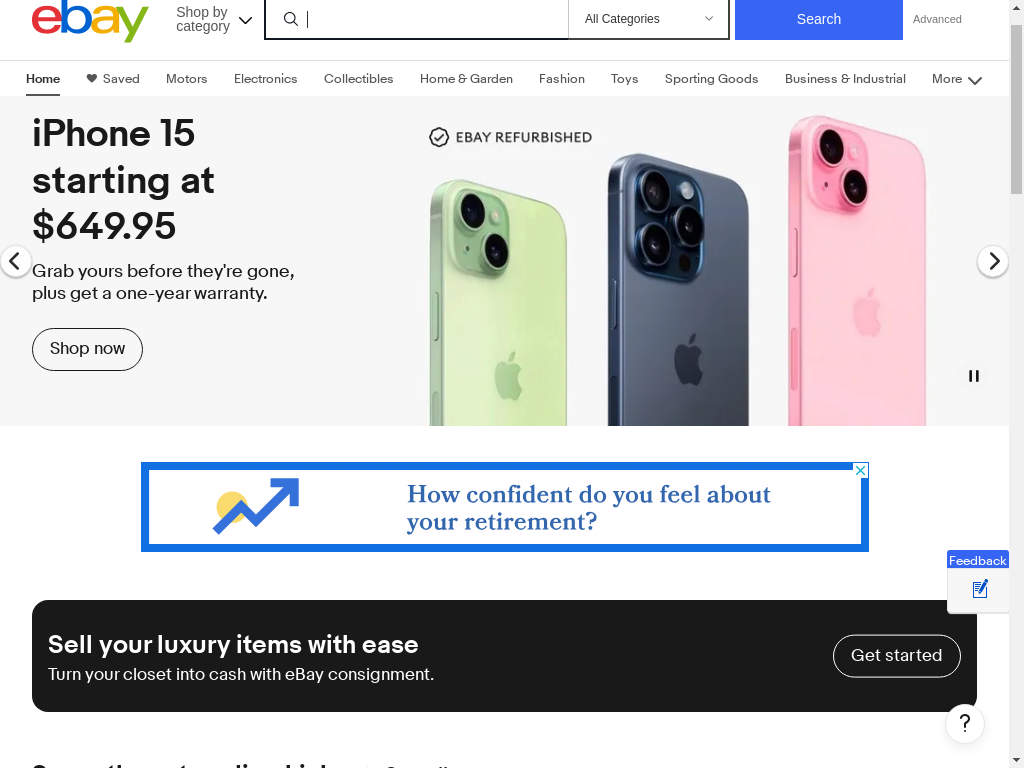 ebay
Shop by
category
All Categories
Search
Advanced
Home
Saved
Motors
Electronics
Collectibles
Home & Garden
Fashion
Toys
Sporting Goods
Business & Industrial
More
iPhone 15
starting at
$649.95
Grab yours before they're gone,
plus get a one-year warranty.
Shop now
EBAY REFURBISHED
How confident do you feel about
your retirement?
Feedback
Sell your luxury items with ease
Turn your closet into cash with eBay consignment.
Get started
?